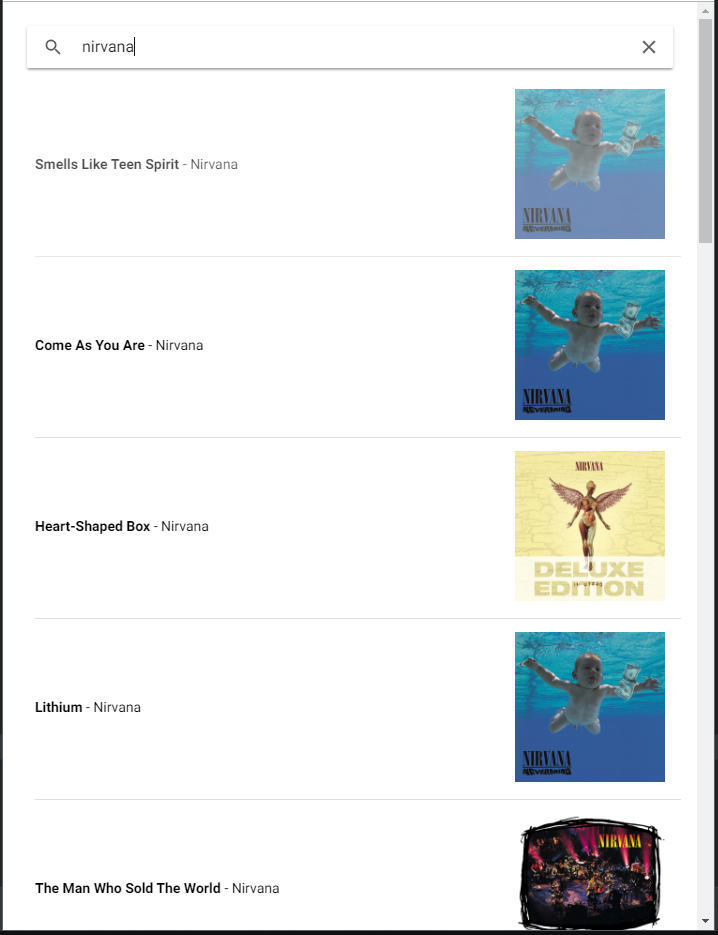 nirvana
Smells Like Teen Spirit - Nirvana
NIRVANA
NEVERMIND
Come As You Are - Nirvana
NIRVANA
NEVERMIND
NIRVANA
Heart-Shaped Box - Nirvana
DELUXE
EDITION
Lithium - Nirvana
NIRVANA
NEVERMIND
NIRVANA
The Man Who Sold The World - Nirvana